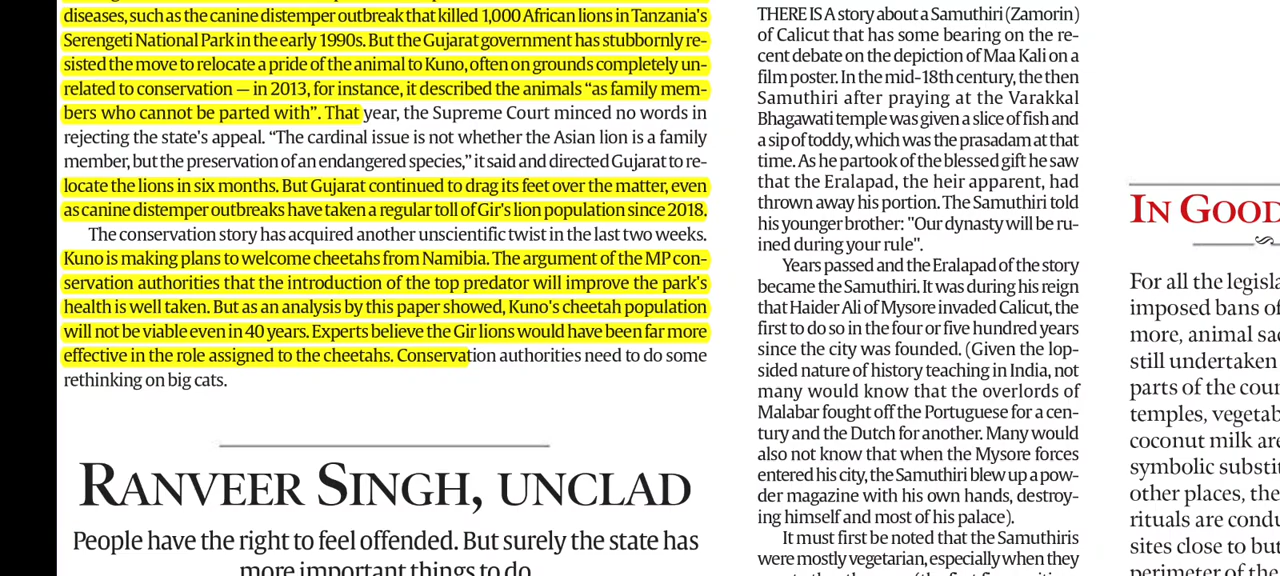 diseases, such as the canine distemper outbreak that killed 1,000 African lions in Tanzania's
Serengeti National Park in the early 1990s. But the Gujarat government has stubbornly re-
sisted the move to relocate a pride of the animal to Kuno, often on grounds completely un-
related to conservation — in 2013, for instance, it described the animals “as family mem-
bers who cannot be parted with”. That year, the Supreme Court minced no words in
rejecting the state's appeal. “The cardinal issue is not whether the Asian lion is a family
member, but the preservation of an endangered species,” it said and directed Gujarat to re-
locate the lions in six months. But Gujarat continued to drag its feet over the matter, even
as canine distemper outbreaks have taken a regular toll of Gir's lion population since 2018.
The conservation story has acquired another unscientific twist in the last two weeks.
Kuno is making plans to welcome cheetahs from Namibia. The argument of the MP con-
servation authorities that the introduction of the top predator will improve the park's
health is well taken. But as an analysis by this paper showed, Kuno's cheetah population
will not be viable even in 40 years. Experts believe the Gir lions would have been far more
effective in the role assigned to the cheetahs. Conservation authorities need to do some
rethinking on big cats.
RANVEER SINGH, UNCLAD
People have the right to feel offended. But surely the state has
more important things to do
THERE IS A story about a Samuthiri (Zamorin)
of Calicut that has some bearing on the re-
cent debate on the depiction of Maa Kali on a
film poster. In the mid-18th century, the then
Samuthiri after praying at the Varakkal
Bhagawati temple was given a slice of fish and
a sip of toddy, which was the prasadam at that
time. As he partook of the blessed gift he saw
that the Eralapad, the heir apparent, had
thrown away his portion. The Samuthiri told
his younger brother: "Our dynasty will be ru-
ined during your rule".
Years passed and the Eralapad of the story
became the Samuthiri. It was during his reign
that Haider Ali of Mysore invaded Calicut, the
first to do so in the four or five hundred years
since the city was founded. (Given the lop-
sided nature of history teaching in India, not
many would know that the overlords of
Malabar fought off the Portuguese for a cen-
tury and the Dutch for another. Many would
also not know that when the Mysore forces
entered his city, the Samuthiri blew up a pow-
der magazine with his own hands, destroy-
ing himself and most of his palace).
It must first be noted that the Samuthiris
were mostly vegetarian, especially when they
IN GOOD
For all the legisla
imposed bans of
more, animal sac
still undertaken
parts of the cour
temples, vegetab
coconut milk are
symbolic substit
other places, the
rituals are condu
sites close to but
perimeter of the